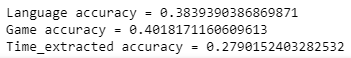 Language accuracy = 0.3839390386869871
Game accuracy = 0.4018171160609613
Time_extracted accuracy = 0.2790152403282532